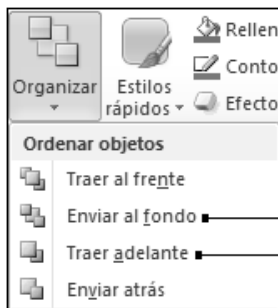 Organizar
Estilos
rápidos
Rellen
Conto
Efecto
Ordenar objetos
Traer al frente
Enviar al fondo
Traer adelante
Enviar atrás